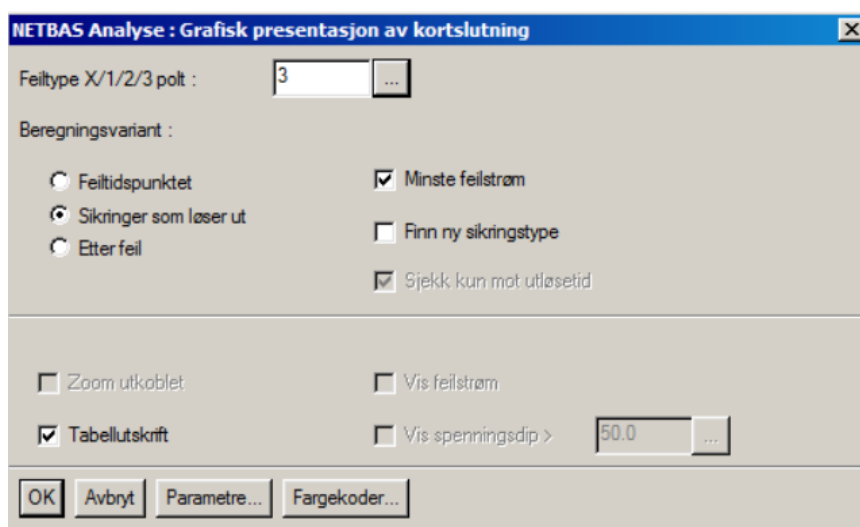 NETBAS Analyse : Grafisk presentasjon av kortslutning
Feiltype X/1/2/3 polt :
3
...
Beregningsvariant :
Feiltidspunktet
Minste feilstrøm
Sikringer som løser ut
Finn ny sikringstype
Etter feil
Sjekk kun mot utløsetid
Zoom utkoblet
Vis feilstrøm
Tabellutskrift
Vis spenningsdip >
50.0
...
OK
Avbryt
Parametre...
Fargekoder...